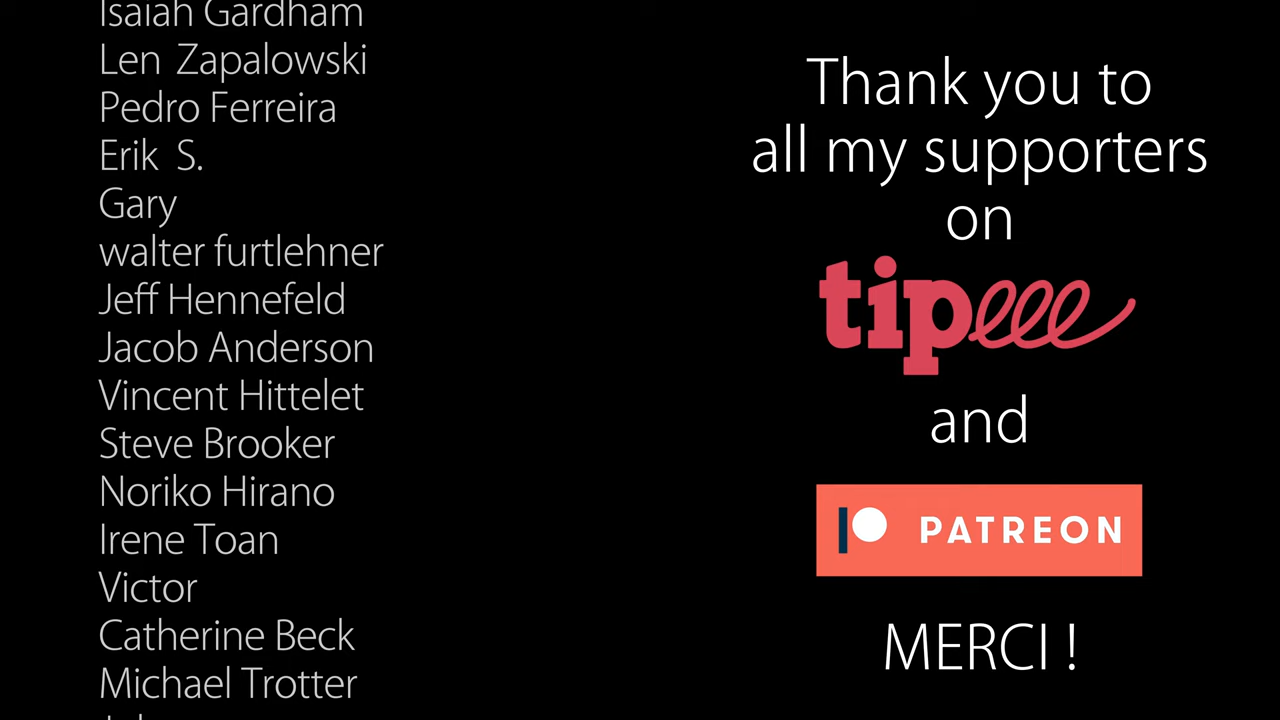 Isaiah Gardham
Len Zapalowski
Pedro Ferreira
Erik S.
Gary
walter furtlehner
Jeff Hennefeld
Jacob Anderson
Vincent Hittelet
Steve Brooker
Noriko Hirano
Irene Toan
Victor
Catherine Beck
Michael Trotter
Thank you to
all my supporters
on
tipeee
and
PATREON
MERCI !